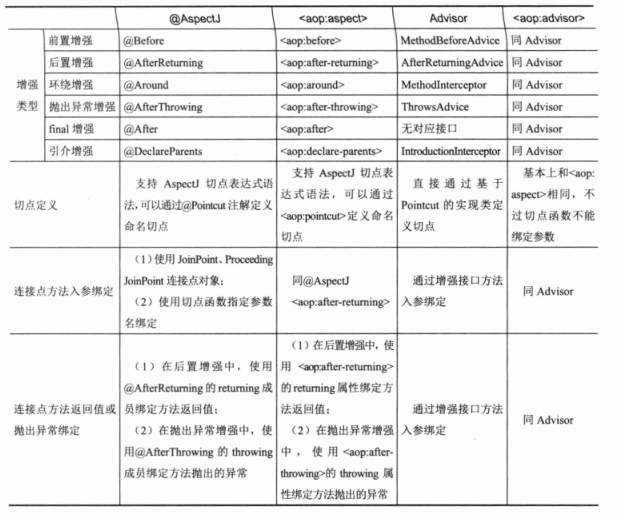 @AspectJ <aop:aspect> Advisor <aop:advisor>
增强类型
前置增强 @Before <aop:before> MethodBeforeAdvice 同 Advisor
后置增强 @AfterReturning <aop:after-returning> AfterReturningAdvice 同 Advisor
环绕增强 @Around <aop:around> MethodInterceptor 同 Advisor
抛出异常增强 @AfterThrowing <aop:after-throwing> ThrowsAdvice 同 Advisor
final 增强 @After <aop:after> 无对应接口 同 Advisor
引介增强 @DeclareParents <aop:declare-parents> IntroductionInterceptor 同 Advisor
切点定义
支持 AspectJ 切点表达式语
法,可以通过@Pointcut 注解定义
命名切点
支持 AspectJ 切点表
达式语法，可以通过
<aop:pointcut>定义命名
切点
直接通过基于
Pointcut 的实现类定
义切点
基本上和<aop:
aspect>相同，不
过切点函数不能
绑定参数
连接点方法入参绑定
（1）使用 JoinPoint、Proceeding
JoinPoint 连接点对象；
（2）使用切点函数指定参数
名绑定
同@AspectJ
<aop:after-returning>
通过增强接口方法
入参绑定
同 Advisor
连接点方法返回值或
抛出异常绑定
（1）在后置增强中，使用
@AfterReturning 的 returning 成
员绑定方法返回值；
（2）在抛出异常增强中，使
用@AfterThrowing 的 throwing
成员绑定方法抛出的异常
（1）在后置增强中，使
用 <aop:after-returning>
的 returning 属性绑定方
法返回值；
（2）在抛出异常增强
中，使用 <aop:after-
throwing>的 throwing 属
性绑定方法抛出的异常
通过增强接口方法
入参绑定
同 Advisor